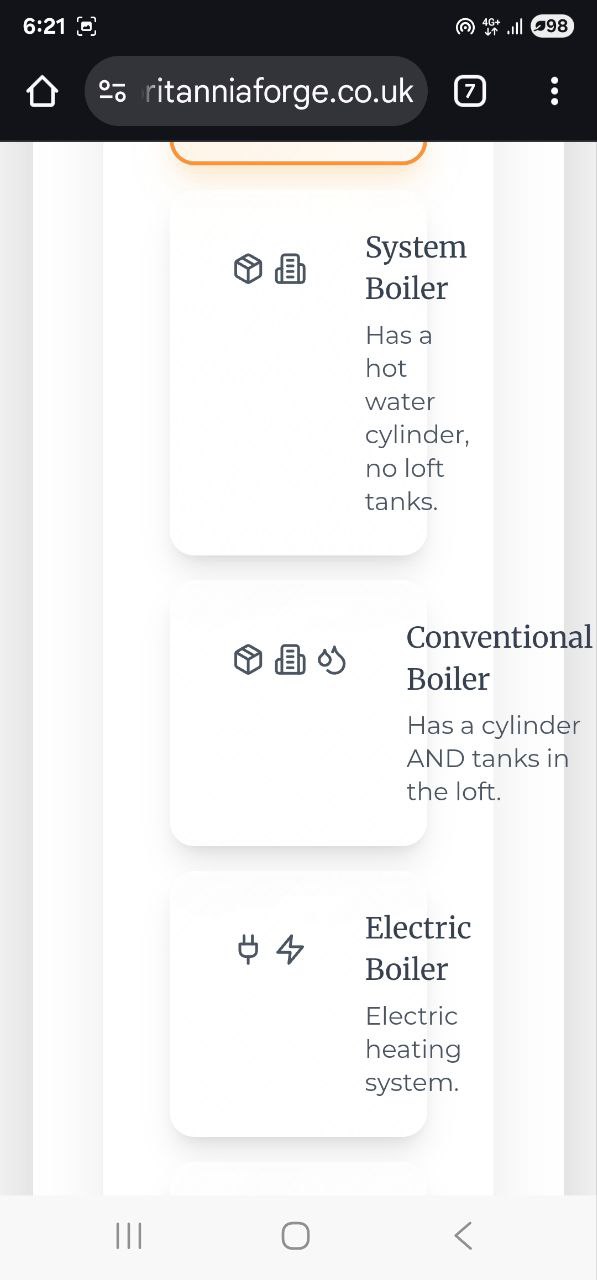 6:21
4G+
98
ritanniaforge.co.uk
7
System
Boiler
Has a
hot
water
cylinder,
no loft
tanks.
Conventional
Boiler
Has a cylinder
AND tanks in
the loft.
Electric
Boiler
Electric
heating
system.